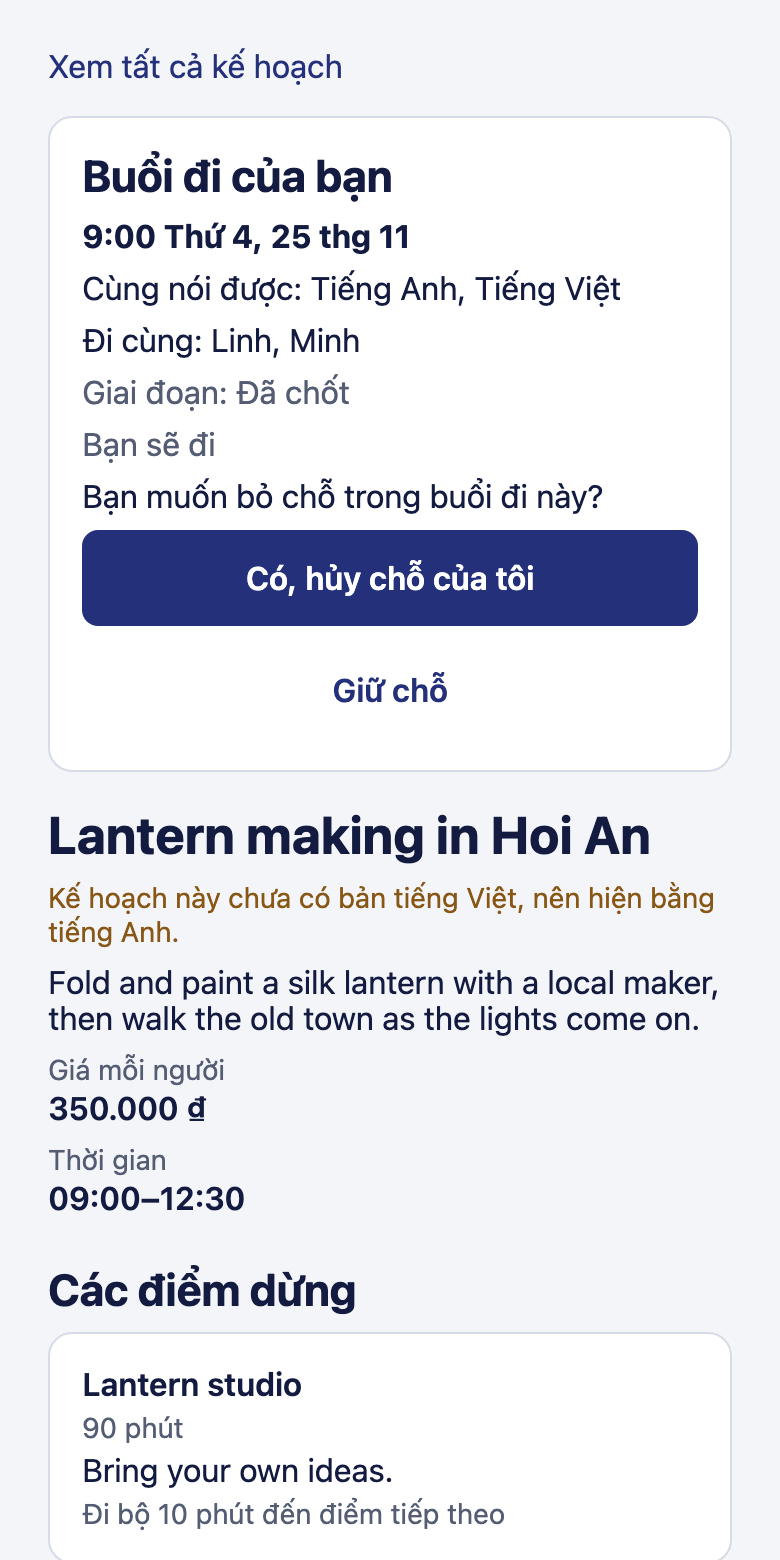 Xem tất cả kế hoạch
Buổi đi của bạn
9:00 Thứ 4, 25 thg 11
Cùng nói được: Tiếng Anh, Tiếng Việt
Đi cùng: Linh, Minh
Giai đoạn: Đã chốt
Bạn sẽ đi
Bạn muốn bỏ chỗ trong buổi đi này?
Có, hủy chỗ của tôi
Giữ chỗ
Lantern making in Hoi An
Kế hoạch này chưa có bản tiếng Việt, nên hiện bằng
tiếng Anh.
Fold and paint a silk lantern with a local maker,
then walk the old town as the lights come on.
Giá mỗi người
350.000 ₫
Thời gian
09:00–12:30
Các điểm dừng
Lantern studio
90 phút
Bring your own ideas.
Đi bộ 10 phút đến điểm tiếp theo